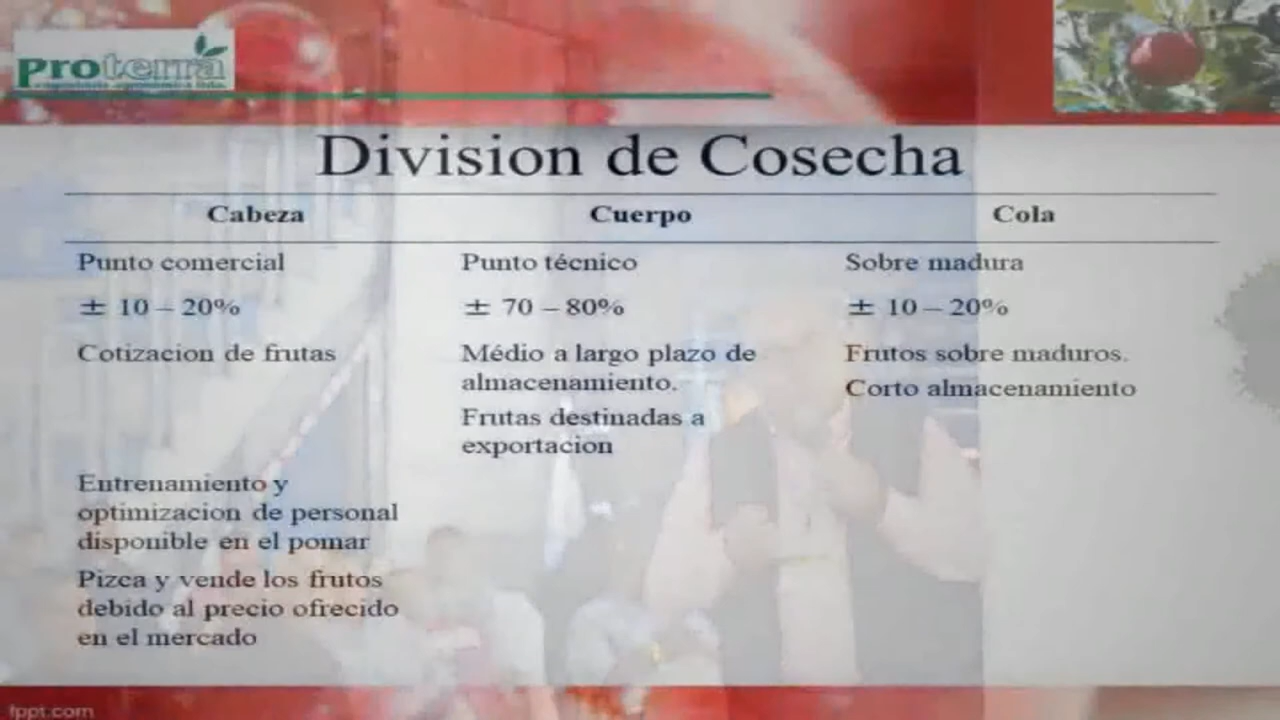 proterra
Division de Cosecha
Cabeza
Cuerpo
Cola
Punto comercial
Punto técnico
Sobre madura
± 10 – 20%
± 70 – 80%
± 10 – 20%
Cotizacion de frutas
Médio a largo plazo de
almacenamiento.
Frutos sobre maduros.
Corto almacenamiento
Frutas destinadas a
exportacion
Entrenamiento y
optimizacion de personal
disponible en el pomar
Pizca y vende los frutos
debido al precio ofrecido
en el mercado
fppt.com